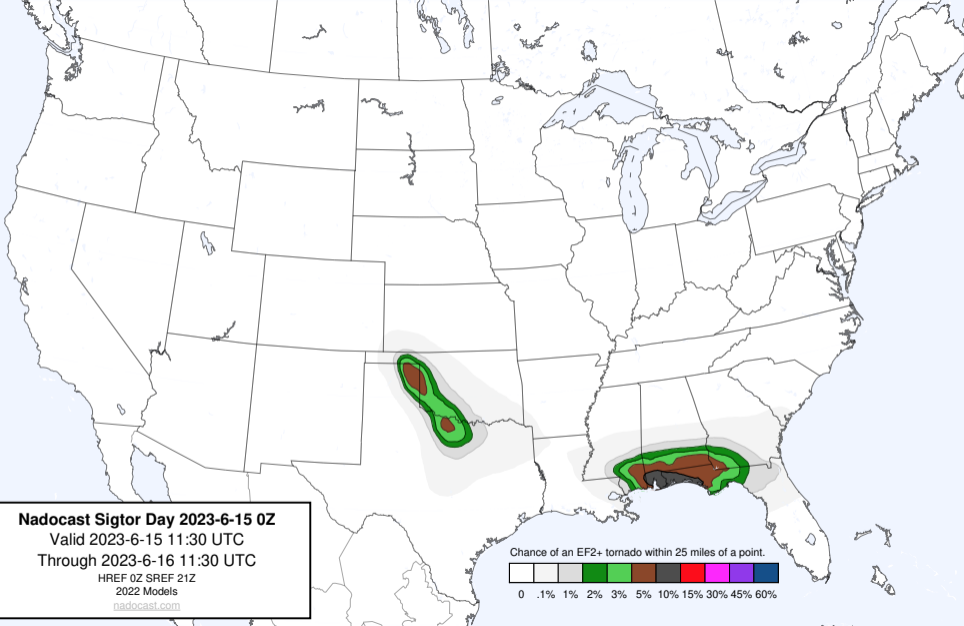 Nadocast Sigtor Day 2023-6-15 0Z
Valid 2023-6-15 11:30 UTC
Through 2023-6-16 11:30 UTC
HREF 0Z SREF 21Z
2022 Models
nadocast.com
Chance of an EF2+ tornado within 25 miles of a point.
0 .1% 1% 2% 3% 5% 10% 15% 30% 45% 60%